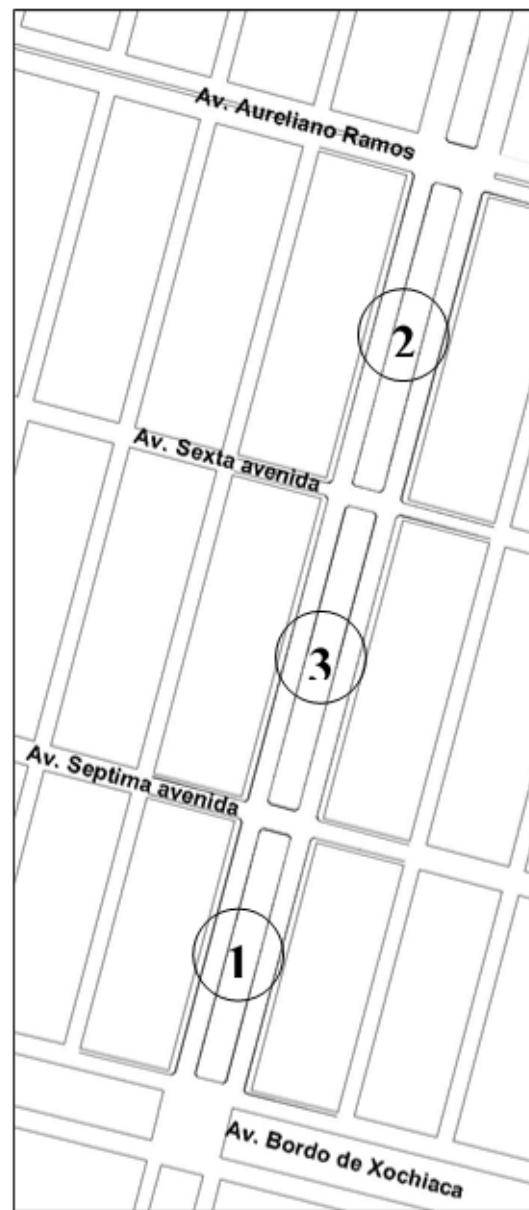 Av. Aureliano Ramos
2
Av. Sexta avenida
3
Av. Septima avenida
1
Av. Bordo de Xochiaca